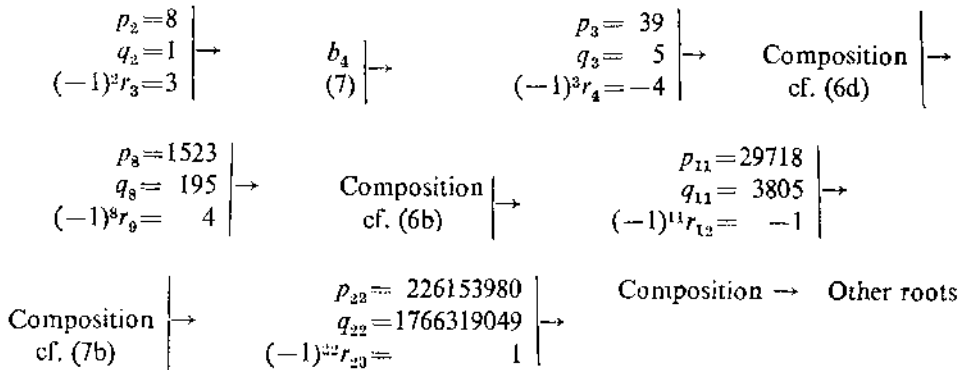 p₂=8
q₂=1
(−1)²r₃=3
→
b₄
(7)
→
p₃= 39
q₃= 5
(−1)³r₄=−4
→
Composition
cf. (6d)
→
p₈=1523
q₈= 195
(−1)⁸r₉= 4
→
Composition
cf. (6b)
→
p₁₁=29718
q₁₁= 3805
(−1)¹¹r₁₂= −1
→
Composition
cf. (7b)
→
p₂₂= 226153980
q₂₂=1766319049
(−1)²²r₂₃= 1
→
Composition → Other roots